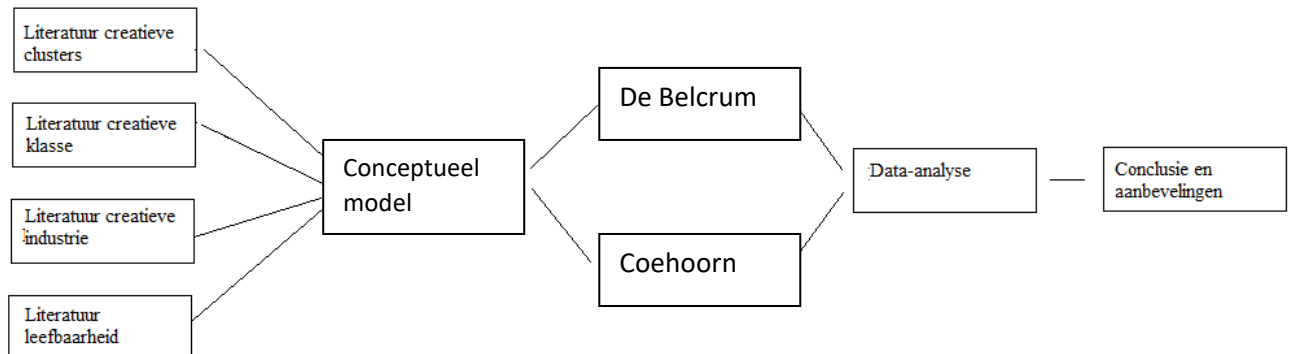 Literatuur creatieve
clusters
Literatuur creatieve
klasse
Literatuur creatieve
industrie
Literatuur
leefbaarheid
Conceptueel
model
De Belcrum
Coehoorn
Data-analyse
Conclusie en
aanbevelingen